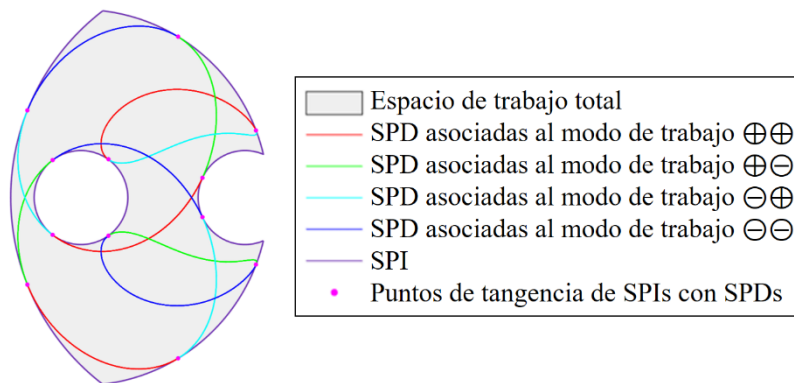 Espacio de trabajo total
SPD asociadas al modo de trabajo ⊕⊕
SPD asociadas al modo de trabajo ⊕⊖
SPD asociadas al modo de trabajo ⊖⊕
SPD asociadas al modo de trabajo ⊖⊖
SPI
Puntos de tangencia de SPIs con SPDs